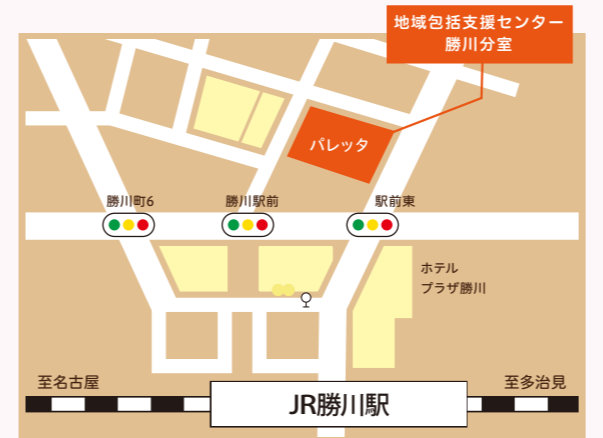 地域包括支援センター
勝川分室
パレッタ
勝川町6
勝川駅前
駅前東
ホテル
プラザ勝川
至名古屋
至多治見
JR勝川駅